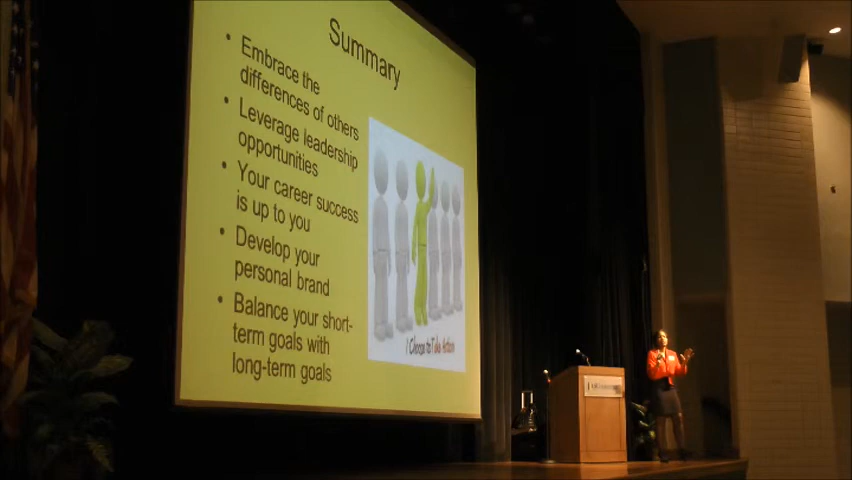 Summary
• Embrace the
differences of others
• Leverage leadership
opportunities
• Your career success
is up to you
• Develop your
personal brand
• Balance your short-
term goals with
long-term goals
I Choose to Take Action